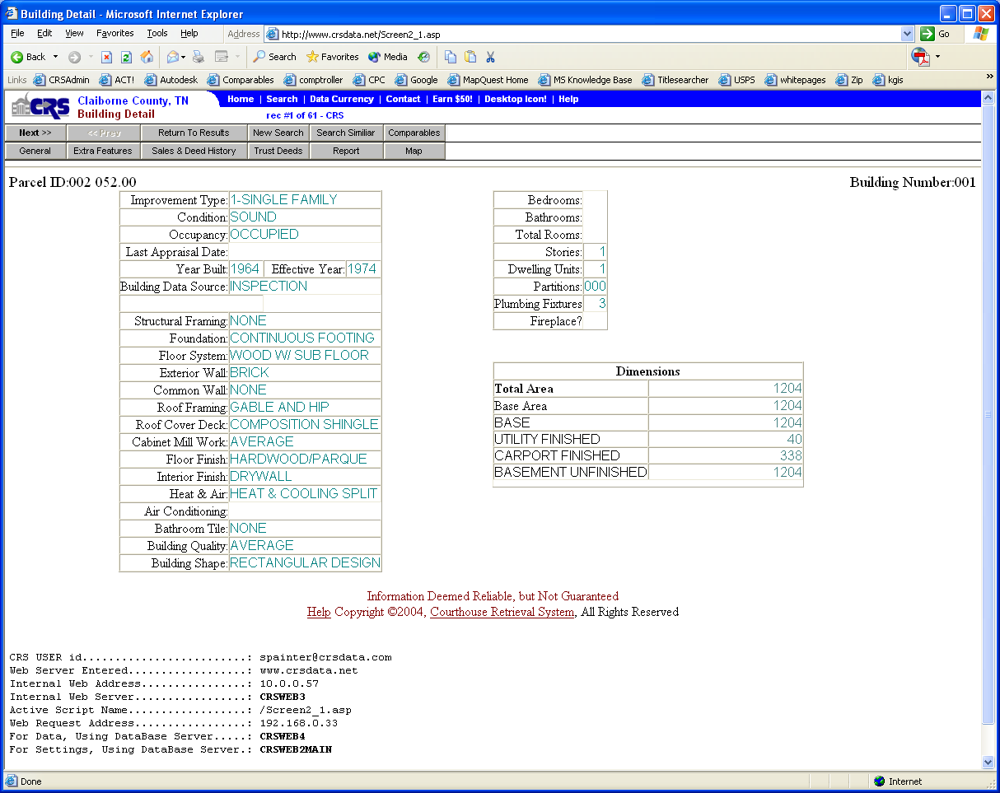 Building Detail - Microsoft Internet Explorer
File Edit View Favorites Tools Help Address http://www.crsdata.net/Screen2_1.asp Go
Back Search Favorites Media
Links CRSAdmin ACT! Autodesk Comparables comptroller CPC Google MapQuest Home MS Knowledge Base Titlesearcher USPS whitepages Zip kgis »
CRS Claiborne County, TN Home | Search | Data Currency | Contact | Earn $50! | Desktop Icon! | Help
Building Detail rec #1 of 61 - CRS
Next >> << Prev Return To Results New Search Search Similiar Comparables
General Extra Features Sales & Deed History Trust Deeds Report Map
Parcel ID:002 052.00 Building Number:001
Improvement Type: 1-SINGLE FAMILY
Condition: SOUND
Occupancy: OCCUPIED
Last Appraisal Date:
Year Built: 1964 Effective Year: 1974
Building Data Source: INSPECTION
Structural Framing: NONE
Foundation: CONTINUOUS FOOTING
Floor System: WOOD W/ SUB FLOOR
Exterior Wall: BRICK
Common Wall: NONE
Roof Framing: GABLE AND HIP
Roof Cover Deck: COMPOSITION SHINGLE
Cabinet Mill Work: AVERAGE
Floor Finish: HARDWOOD/PARQUE
Interior Finish: DRYWALL
Heat & Air: HEAT & COOLING SPLIT
Air Conditioning:
Bathroom Tile: NONE
Building Quality: AVERAGE
Building Shape: RECTANGULAR DESIGN
Bedrooms:
Bathrooms:
Total Rooms:
Stories: 1
Dwelling Units: 1
Partitions: 000
Plumbing Fixtures 3
Fireplace?
Dimensions
Total Area 1204
Base Area 1204
BASE 1204
UTILITY FINISHED 40
CARPORT FINISHED 338
BASEMENT UNFINISHED 1204
Information Deemed Reliable, but Not Guaranteed
Help Copyright ©2004, Courthouse Retrieval System, All Rights Reserved
CRS USER id.........................: spainter@crsdata.com
Web Server Entered..................: www.crsdata.net
Internal Web Address................: 10.0.0.57
Internal Web Server.................: CRSWEB3
Active Script Name..................: /Screen2_1.asp
Web Request Address.................: 192.168.0.33
For Data, Using DataBase Server.....: CRSWEB4
For Settings, Using DataBase Server.: CRSWEB2MAIN
Done Internet